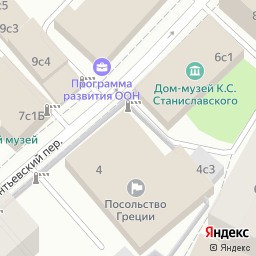 9с3
6с1
9с4
Программа
развития ООН
Дом-музей К.С.
Станиславского
7с1Б
й музей
нтьевский пер.
4
4с3
Посольство
Греции
Яндекс